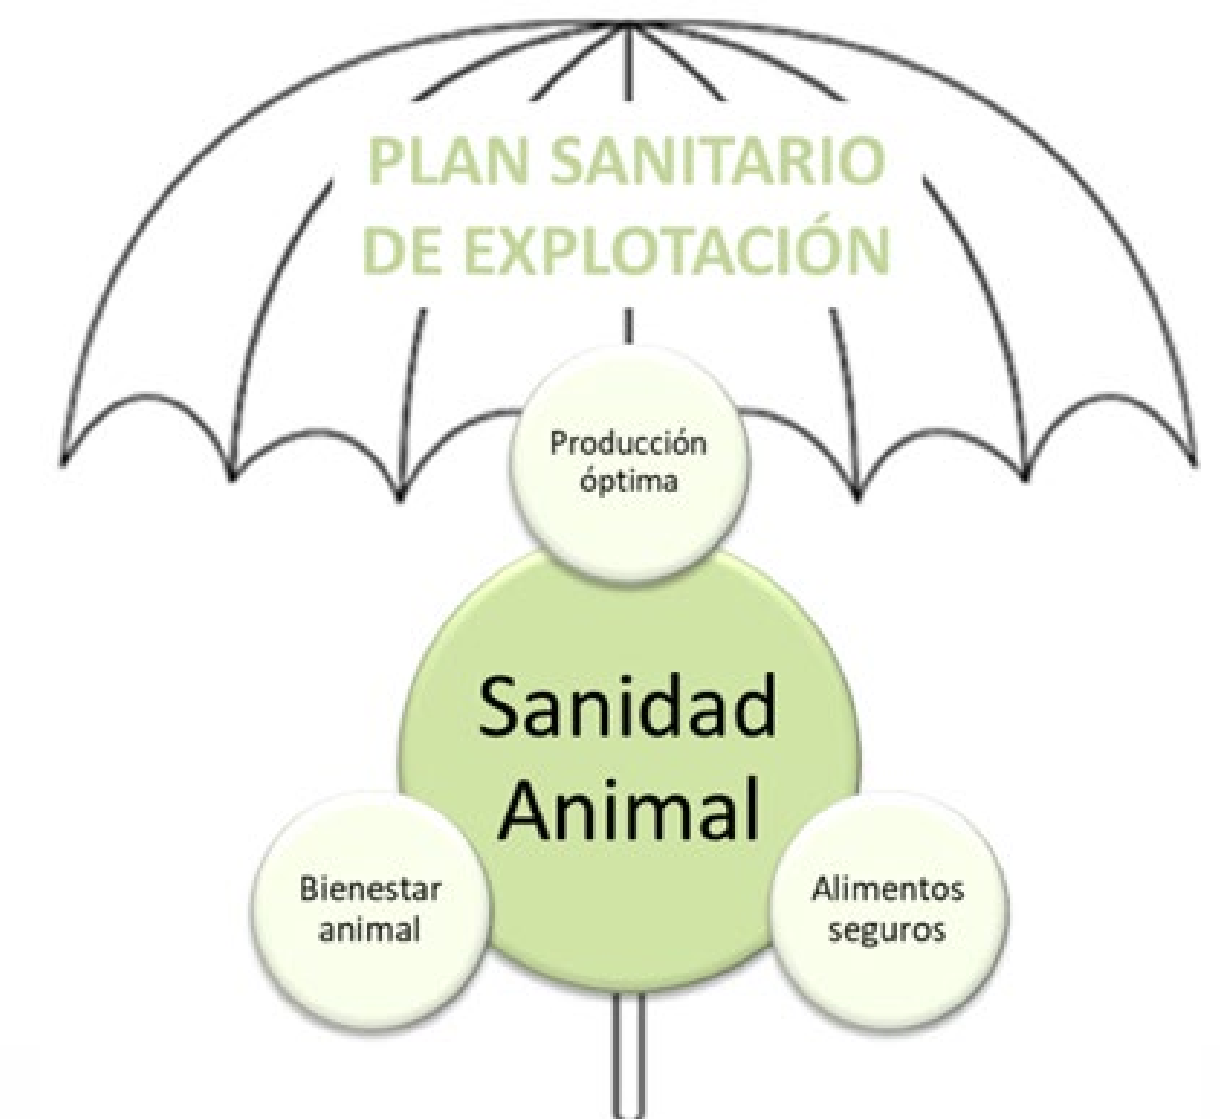 PLAN SANITARIO
DE EXPLOTACIÓN
Producción
óptima
Sanidad
Animal
Bienestar
animal
Alimentos
seguros